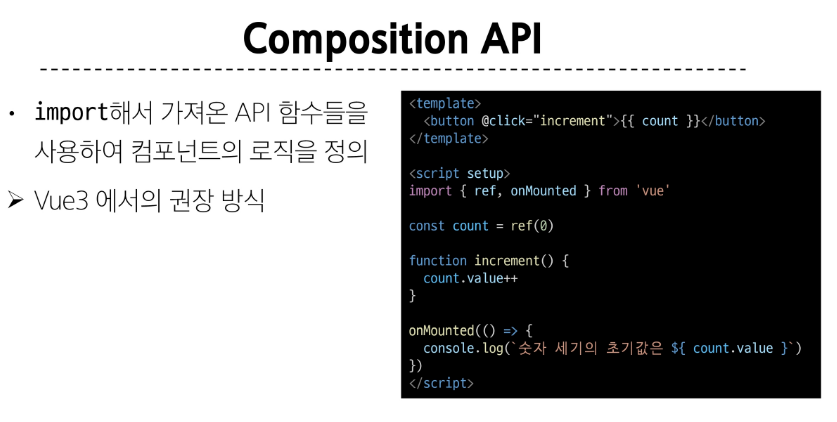 Composition API
• import해서 가져온 API 함수들을
사용하여 컴포넌트의 로직을 정의
➢ Vue3 에서의 권장 방식
<template>
  <button @click="increment">{{ count }}</button>
</template>

<script setup>
import { ref, onMounted } from 'vue'

const count = ref(0)

function increment() {
  count.value++
}

onMounted(() => {
  console.log(`숫자 세기의 초기값은 ${ count.value }`)
})
</script>